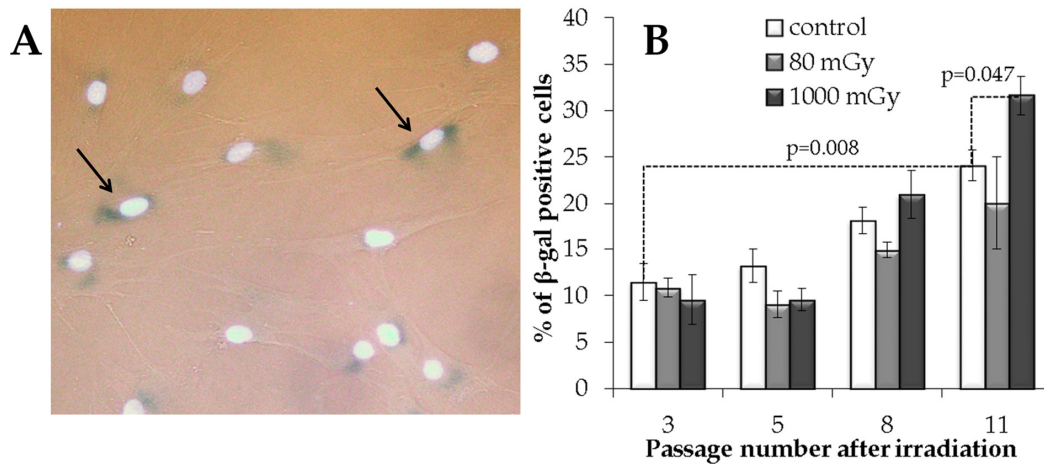 A
B
control
80 mGy
1000 mGy
p=0.047
p=0.008
% of β-gal positive cells
40
35
30
25
20
15
10
5
0
3 5 8 11
Passage number after irradiation